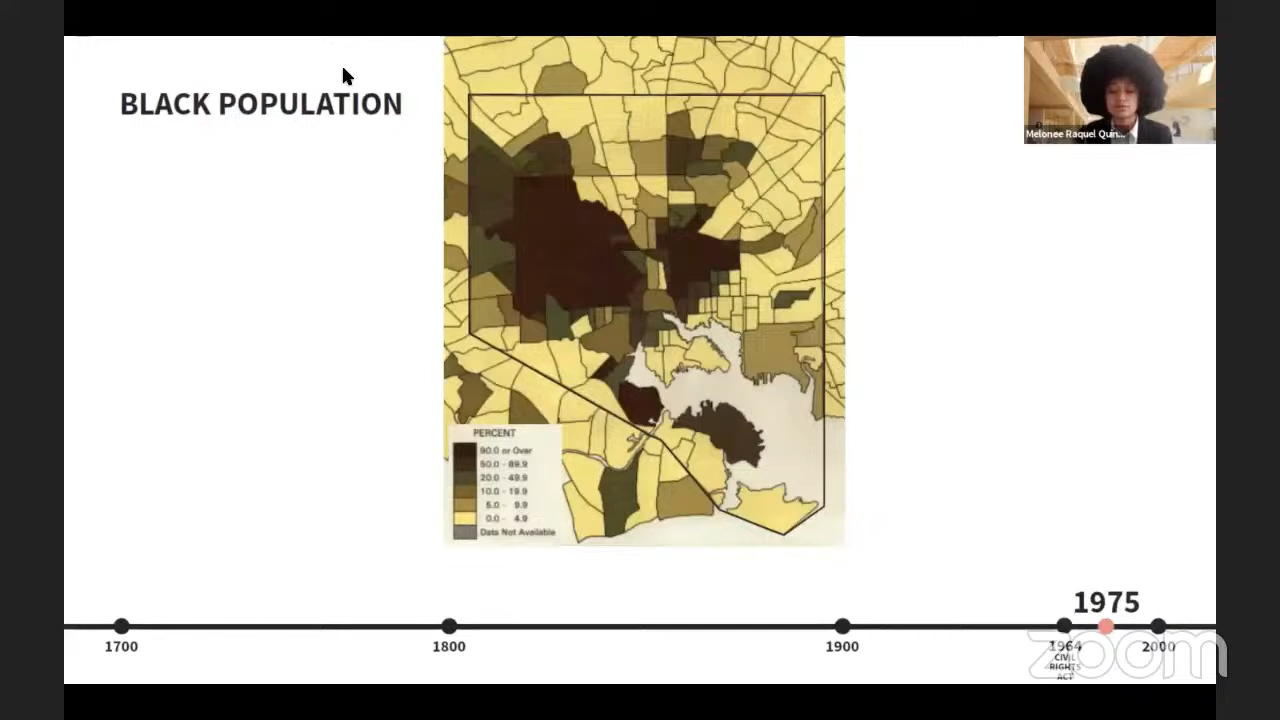 BLACK POPULATION
Melonee Raquel Quin...
PERCENT
90.0 or Over
50.0 - 89.9
20.0 - 49.9
10.0 - 19.9
5.0 - 9.9
0.0 - 4.9
Data Not Available
1975
1700
1800
1900
1964
2000
CIVIL
RIGHTS
ACT
zoom